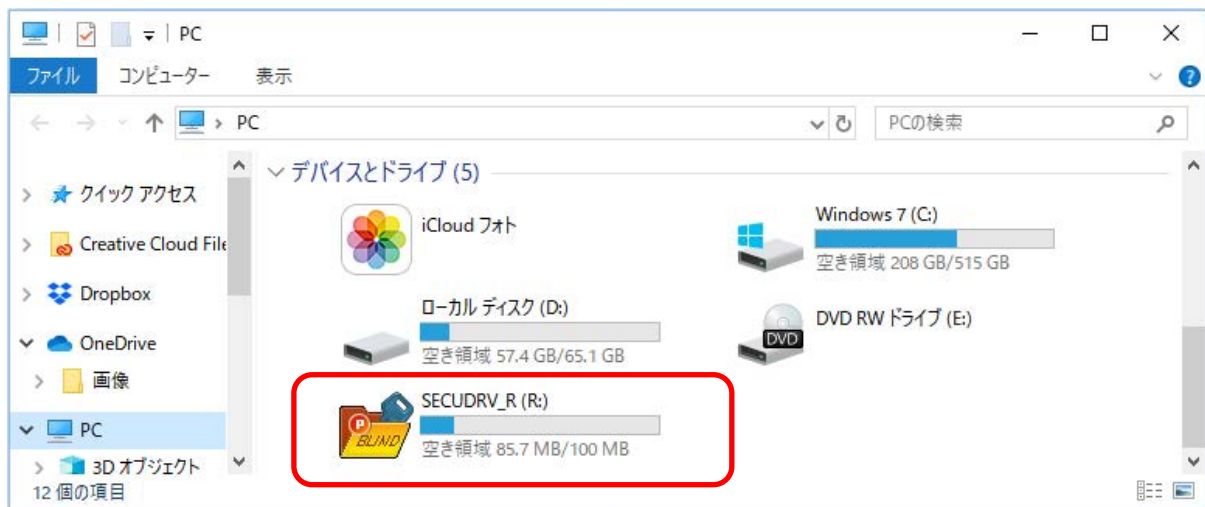 PC
ファイル コンピューター 表示
PC
PCの検索
クイック アクセス
Creative Cloud File
Dropbox
OneDrive
画像
PC
3D オブジェクト
デバイスとドライブ (5)
iCloud フォト
Windows 7 (C:)
空き領域 208 GB/515 GB
ローカル ディスク (D:)
空き領域 57.4 GB/65.1 GB
DVD RW ドライブ (E:)
DVD
SECUDRV_R (R:)
P
BLIND
空き領域 85.7 MB/100 MB
12 個の項目